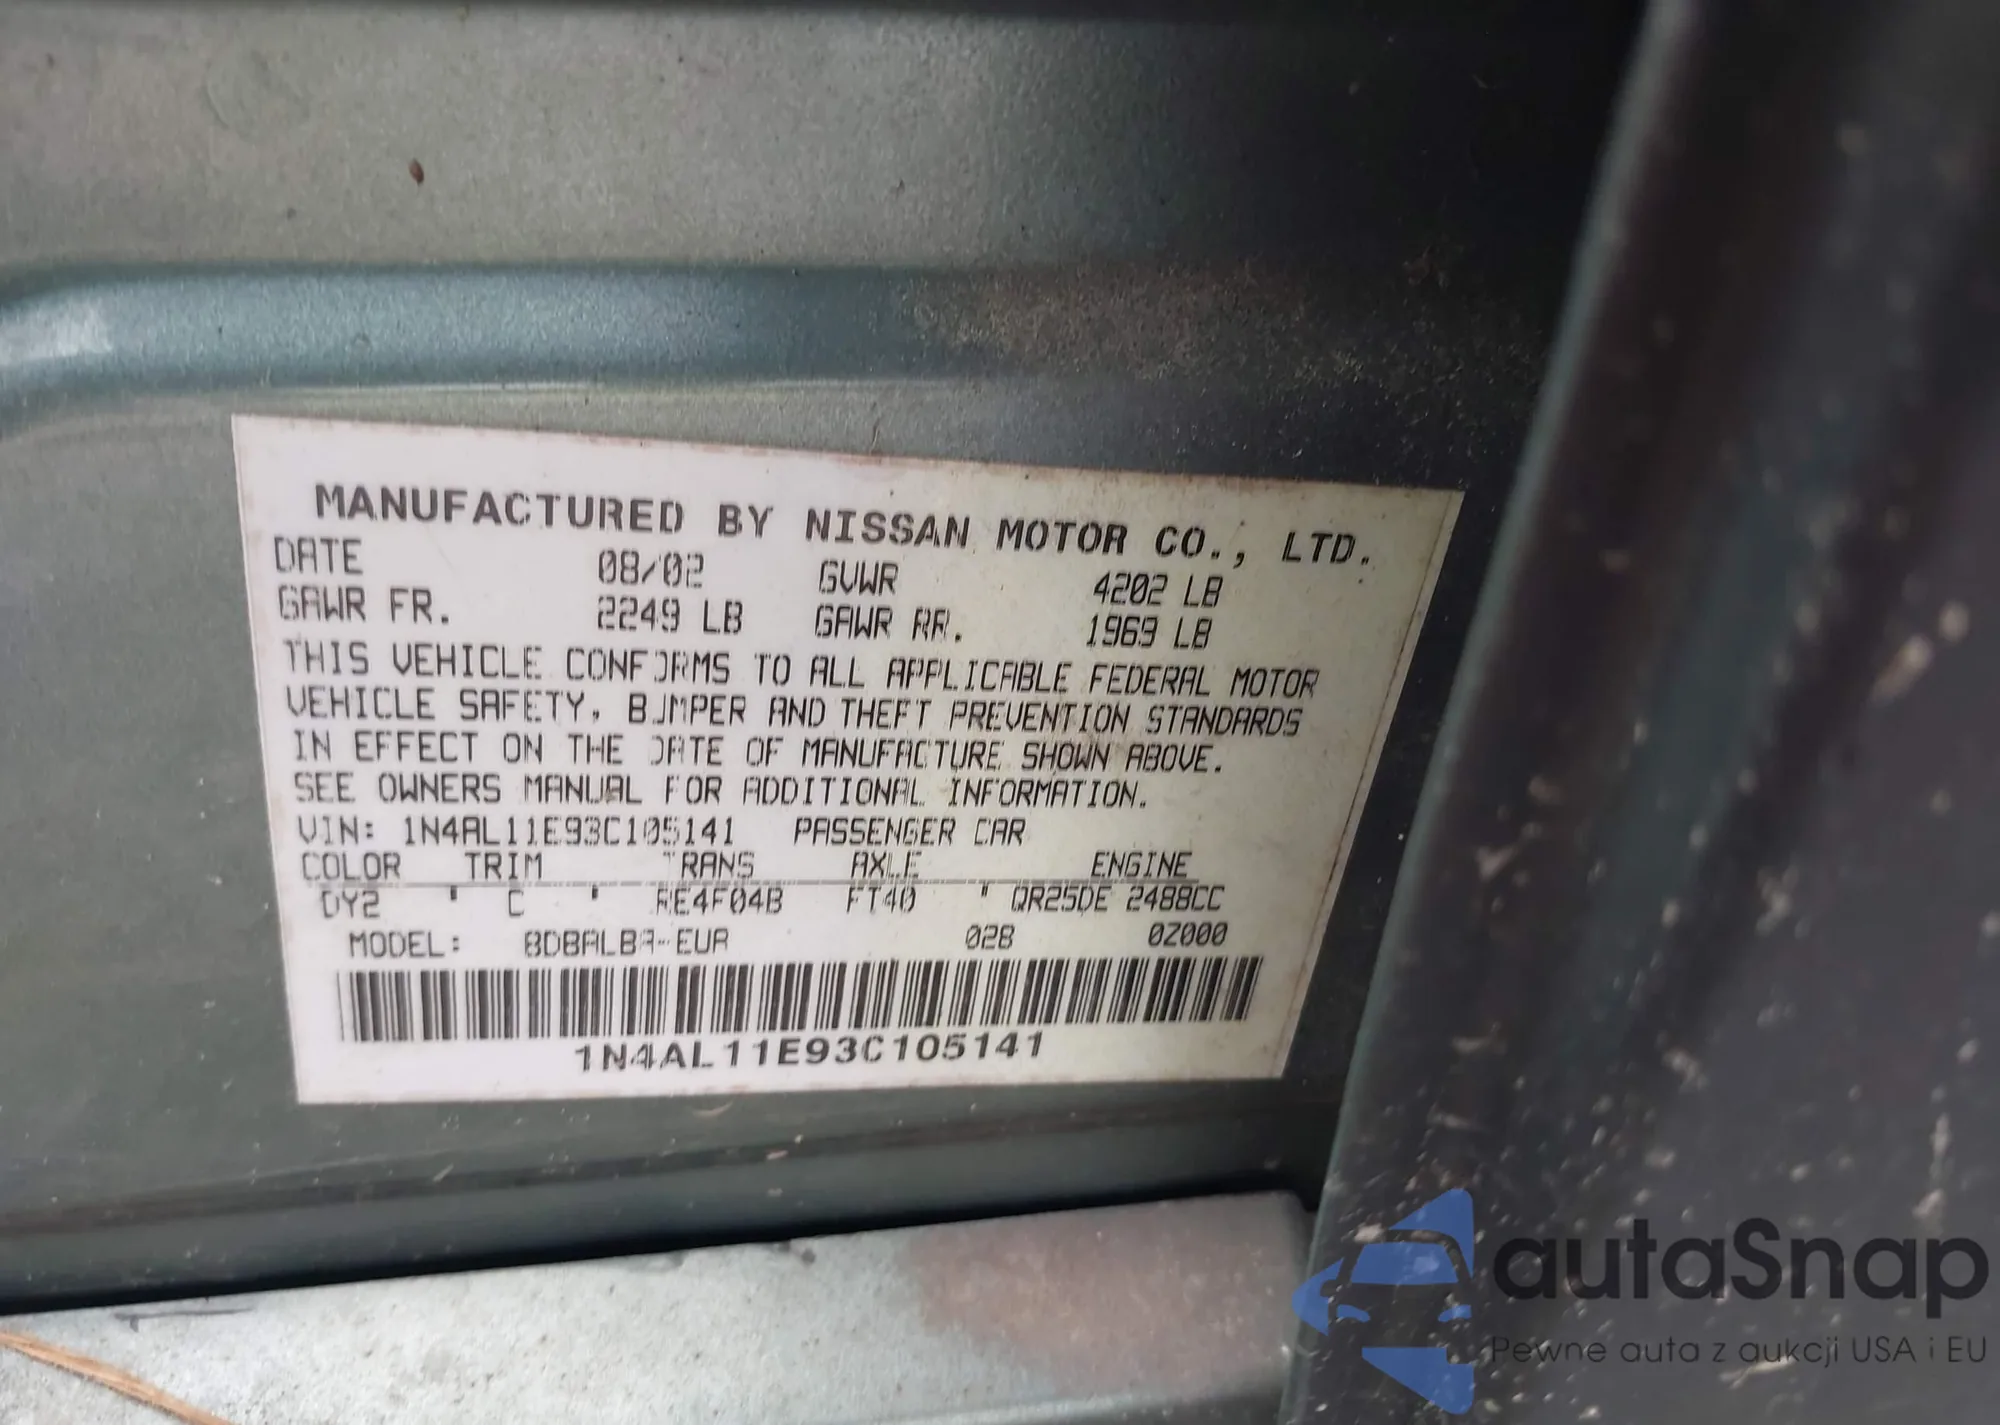 MANUFACTURED BY NISSAN MOTOR CO., LTD.
DATE 08/02 GVWR 4202 LB
GAWR FR. 2249 LB GAWR RR. 1969 LB
THIS VEHICLE CONFORMS TO ALL APPLICABLE FEDERAL MOTOR
VEHICLE SAFETY, BUMPER AND THEFT PREVENTION STANDARDS
IN EFFECT ON THE DATE OF MANUFACTURE SHOWN ABOVE.
SEE OWNERS MANUAL FOR ADDITIONAL INFORMATION.
VIN: 1N4AL11E93C105141 PASSENGER CAR
COLOR TRIM TRANS AXLE ENGINE
DY2 ' C ' RE4F04B FT40 " QR25DE 2488CC
MODEL: 02B 0Z000
1N4AL11E93C105141
autaSnap
Pewne auta z aukcji USA i EU